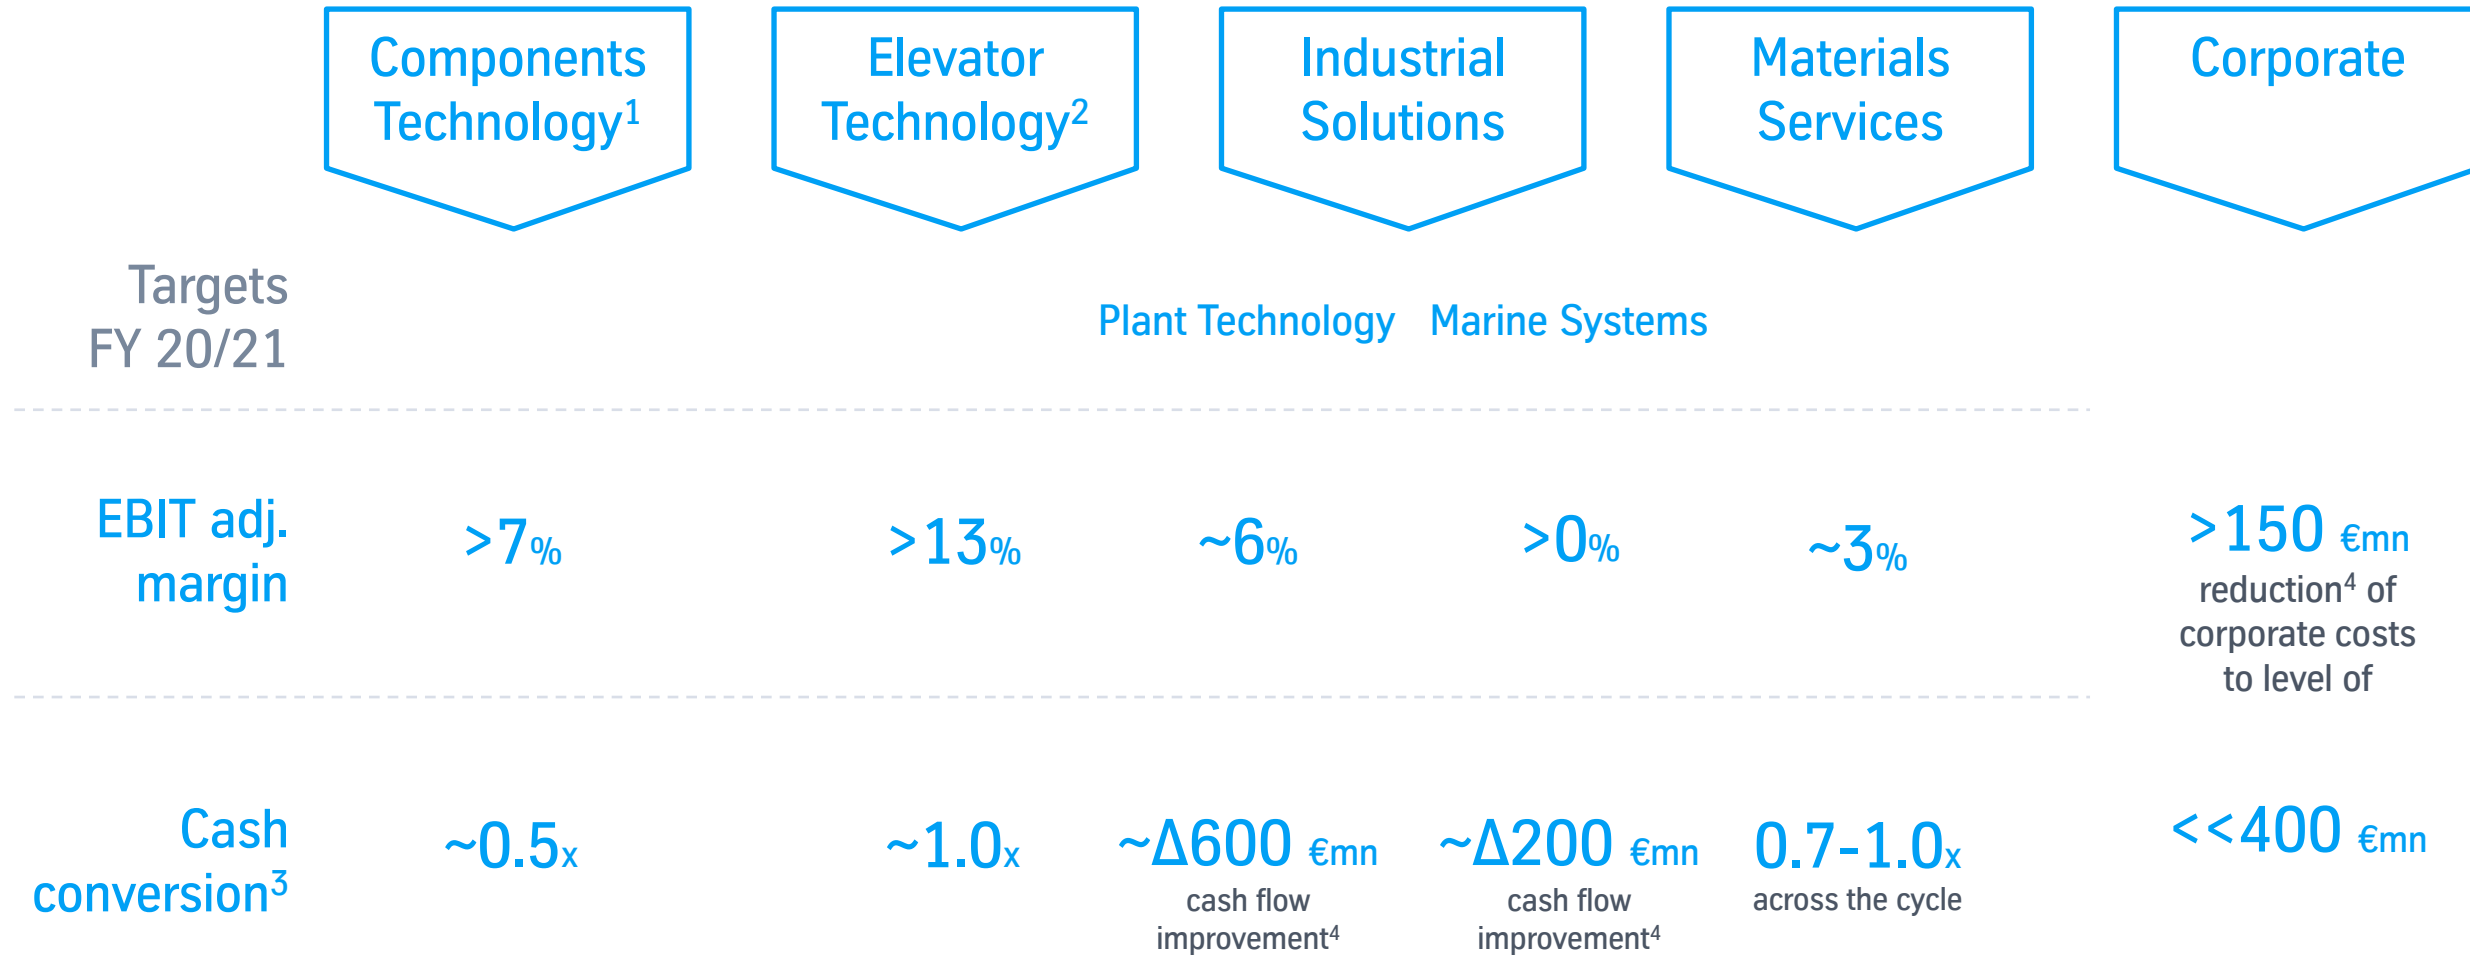 Components
Technology¹
Elevator
Technology²
Industrial
Solutions
Materials
Services
Corporate
Targets
FY 20/21
Plant Technology
Marine Systems
EBIT adj.
margin
>7%
>13%
~6%
>0%
~3%
>150 €mn
reduction⁴ of
corporate costs
to level of
Cash
conversion³
~0.5x
~1.0x
~Δ600 €mn
cash flow
improvement⁴
~Δ200 €mn
cash flow
improvement⁴
0.7-1.0x
across the cycle
<<400 €mn